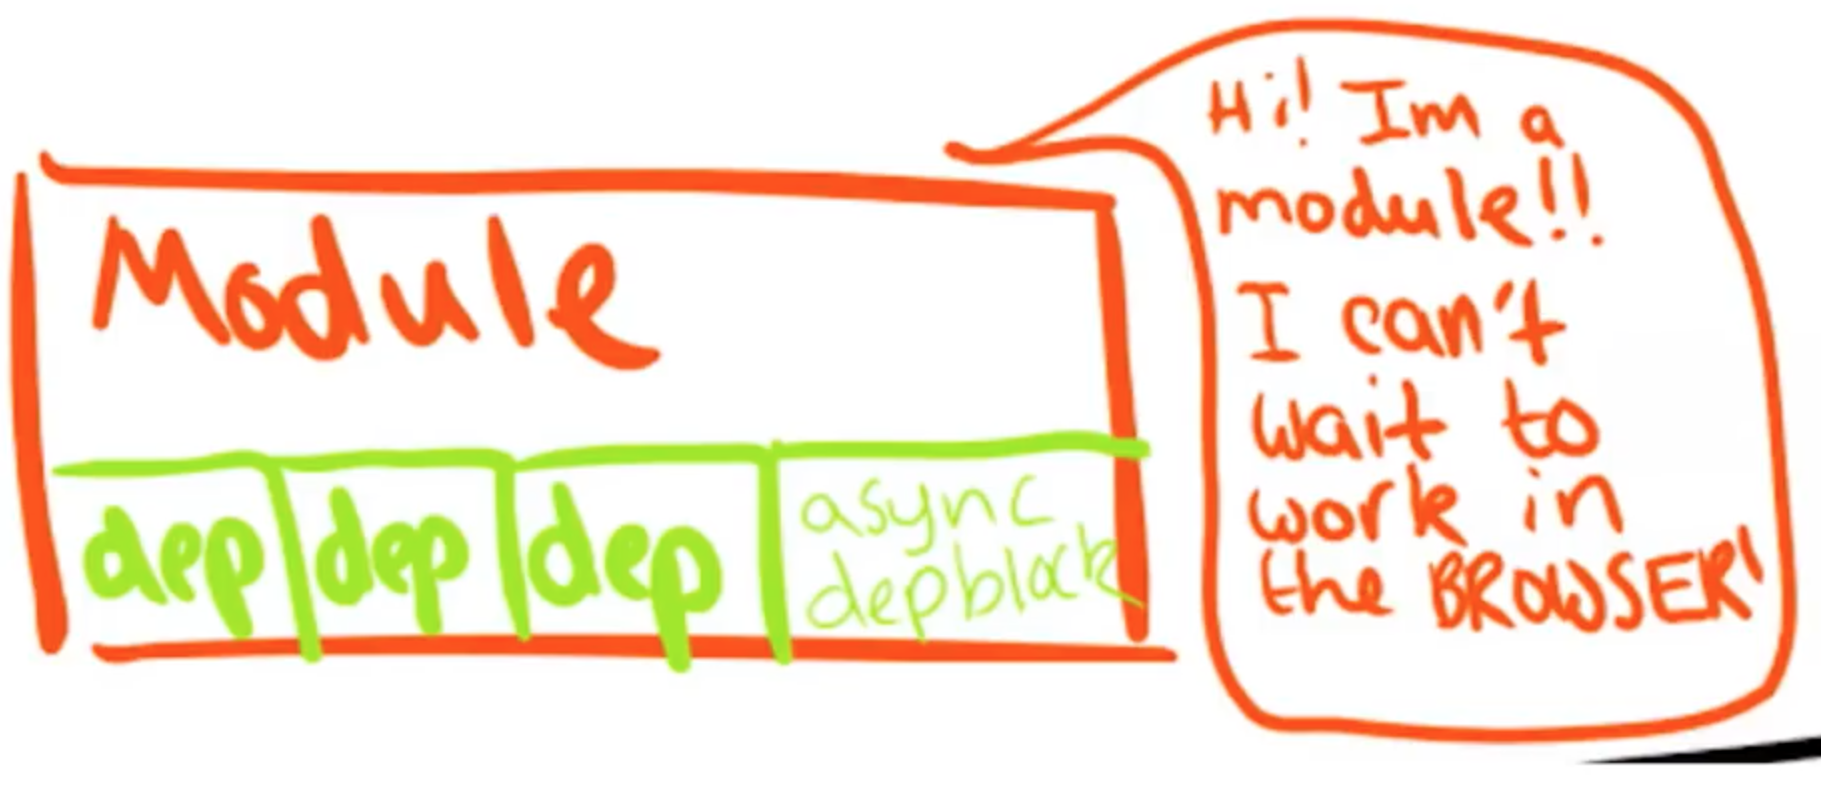 Module
dep dep dep async
depblock
Hi! Im a
module!!
I can't
wait to
work in
the BROWSER!